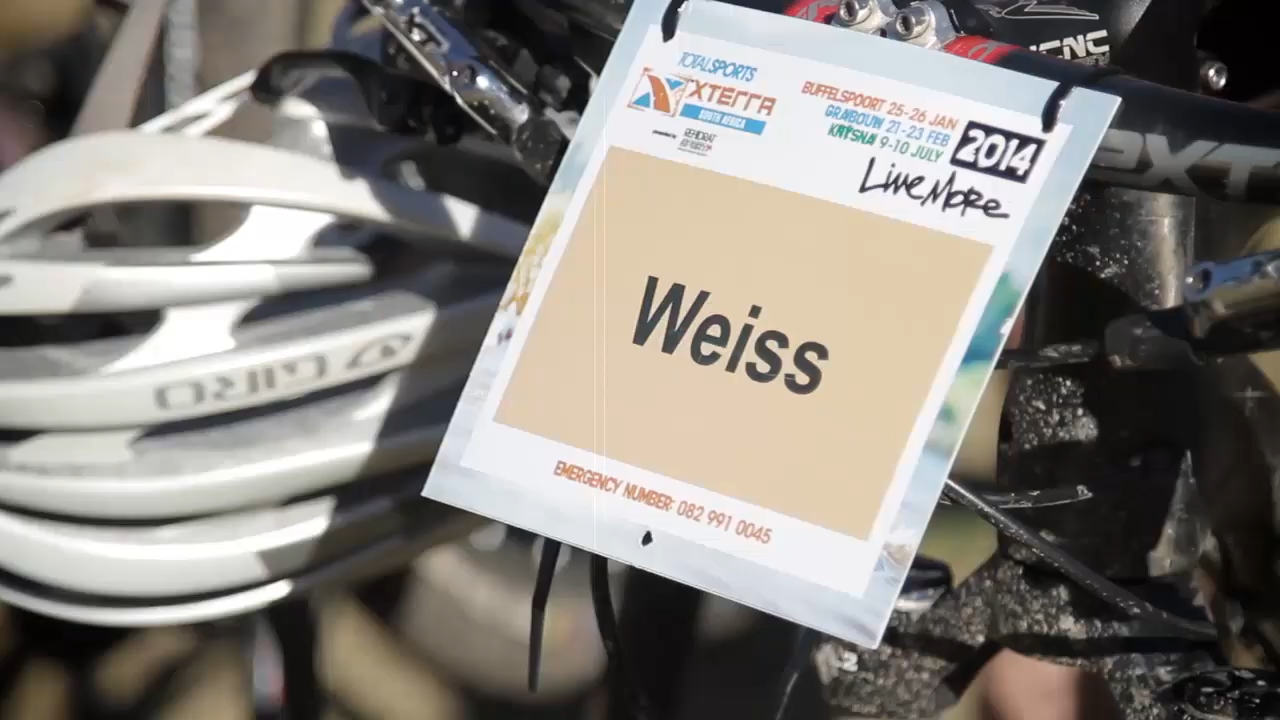 TOTALSPORTS
XTERRA
SOUTH AFRICA
BUFFELSPOORT 25-26 JAN
GRABOUW 21-23 FEB
KNYSNA 9-10 JULY
2014
Live More
Weiss
EMERGENCY NUMBER: 082 991 0045
GIRO